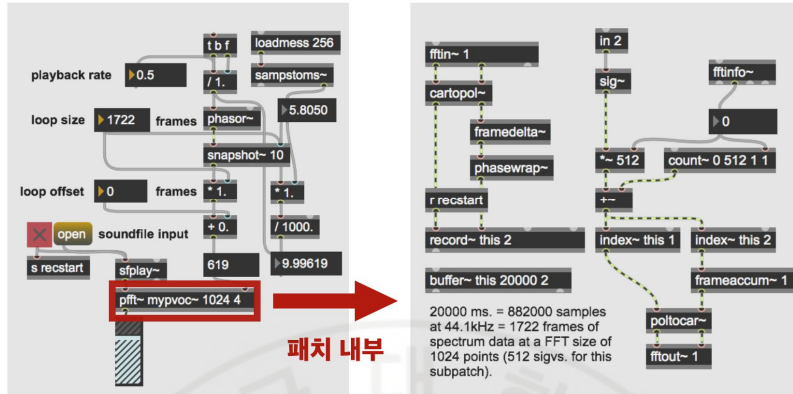 t b f
loadmess 256
playback rate
0.5
/ 1.
sampstoms~
5.8050
loop size
1722
frames
phasor~
snapshot~ 10
loop offset
0
frames
* 1.
* 1.
+ 0.
/ 1000.
open
soundfile input
s recstart
sfplay~
619
9.99619
pfft~ mypvoc~ 1024 4
패치 내부
fftin~ 1
in 2
cartopol~
sig~
fftinfo~
framedelta~
0
phasewrap~
*~ 512
count~ 0 512 1 1
r recstart
+~
record~ this 2
index~ this 1
index~ this 2
buffer~ this 20000 2
frameaccum~ 1
20000 ms. = 882000 samples
at 44.1kHz = 1722 frames of
spectrum data at a FFT size of
1024 points (512 sigvs. for this
subpatch).
poltocar~
fftout~ 1